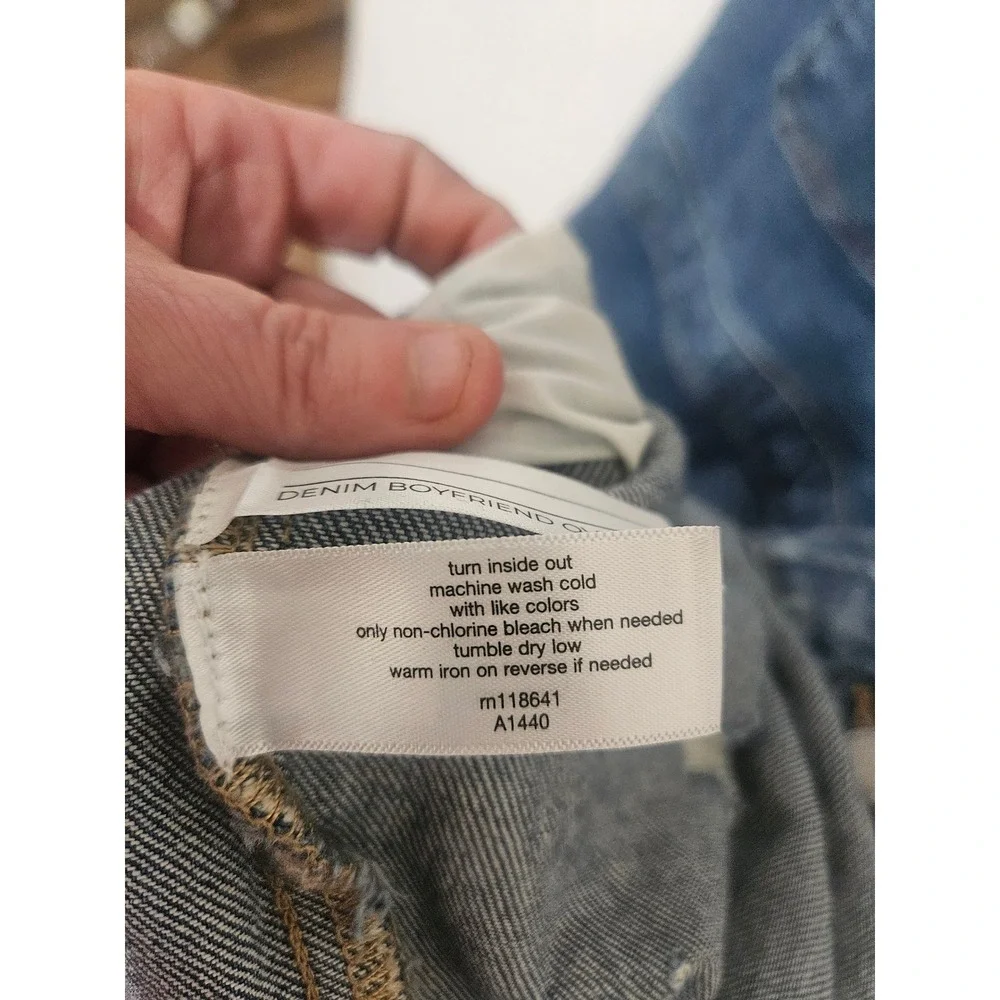 DENIM BOYFRIEND
turn inside out
machine wash cold
with like colors
only non-chlorine bleach when needed
tumble dry low
warm iron on reverse if needed
rn118641
A1440